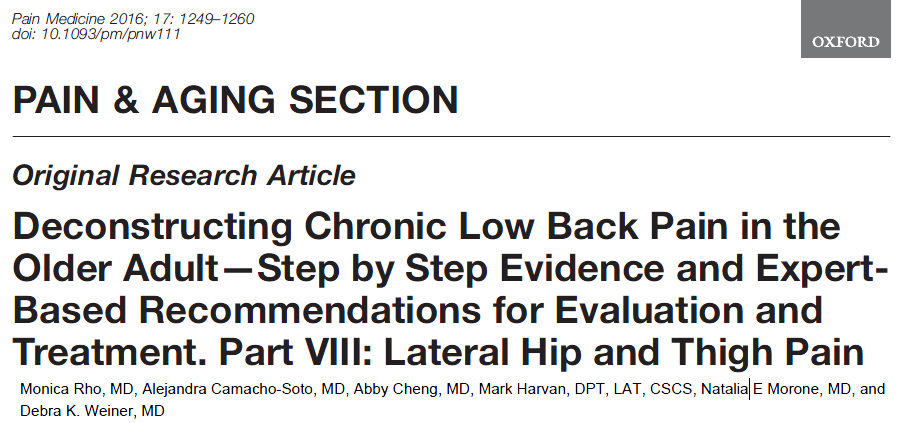 Pain Medicine 2016; 17: 1249–1260
doi: 10.1093/pm/pnw111
OXFORD
PAIN & AGING SECTION
Original Research Article
Deconstructing Chronic Low Back Pain in the
Older Adult—Step by Step Evidence and Expert-
Based Recommendations for Evaluation and
Treatment. Part VIII: Lateral Hip and Thigh Pain
Monica Rho, MD, Alejandra Camacho-Soto, MD, Abby Cheng, MD, Mark Harvan, DPT, LAT, CSCS, Natalia E Morone, MD, and
Debra K. Weiner, MD